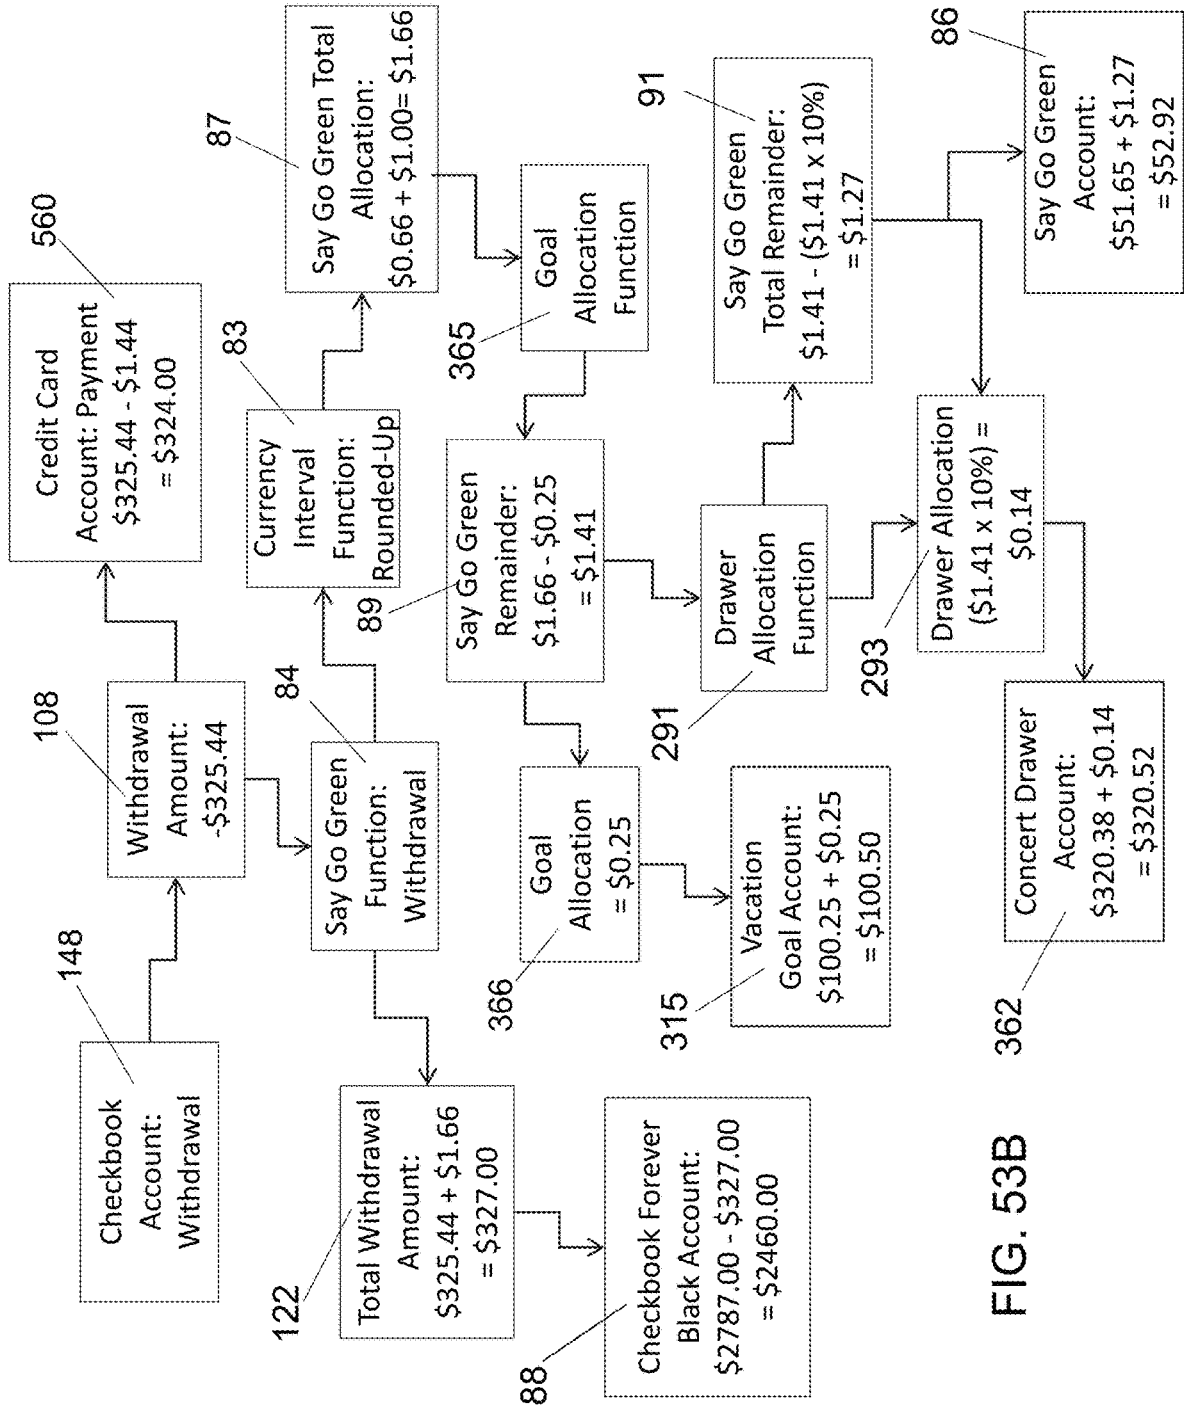 148
Checkbook
Account:
Withdrawal
108
Withdrawal
Amount:
-$325.44
560
Credit Card
Account: Payment
$325.44 - $1.44
= $324.00
122
Total Withdrawal
Amount:
$325.44 + $1.66
= $327.00
84
Say Go Green
Function:
Withdrawal
83
Currency
Interval
Function:
Rounded-Up
87
Say Go Green Total
Allocation:
$0.66 + $1.00= $1.66
88
Checkbook Forever
Black Account:
$2787.00 - $327.00
= $2460.00
366
Goal
Allocation
= $0.25
89
Say Go Green
Remainder:
$1.66 - $0.25
= $1.41
365
Goal
Allocation
Function
315
Vacation
Goal Account:
$100.25 + $0.25
= $100.50
291
Drawer
Allocation
Function
91
Say Go Green
Total Remainder:
$1.41 - ($1.41 x 10%)
= $1.27
362
Concert Drawer
Account:
$320.38 + $0.14
= $320.52
293
Drawer Allocation
($1.41 x 10%) =
$0.14
86
Say Go Green
Account:
$51.65 + $1.27
= $52.92
FIG. 53B